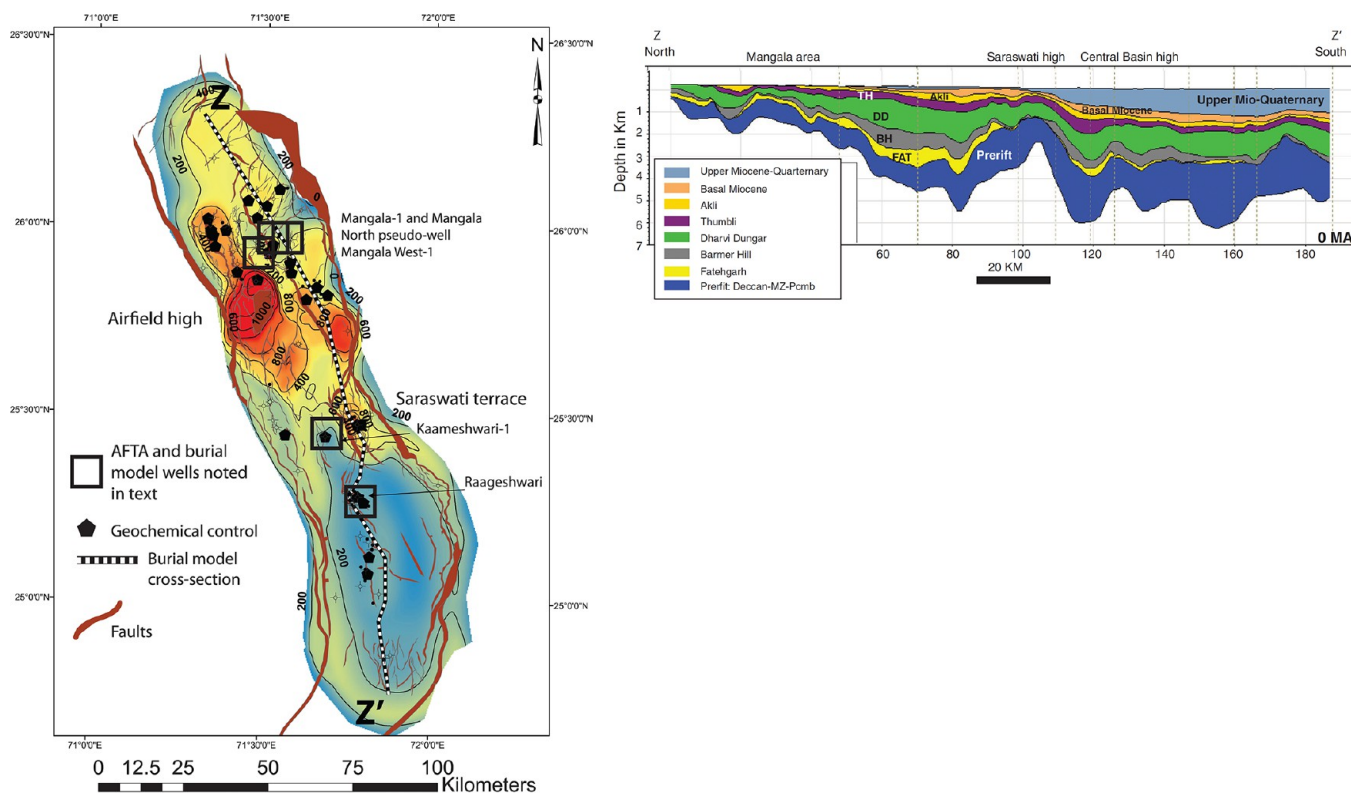 71°0'0"E
71°30'0"E
72°0'0"E
26°30'0"N
26°30'0"N
N
400
Z
200
200
0
26°0'0"N
26°0'0"N
Mangala-1 and Mangala
North pseudo-well
Mangala West-1
400
200
0
200
800
600
1000
800
600
Airfield high
800
400
25°30'0"N
25°30'0"N
Saraswati terrace
200
800
Kaameshwari-1
AFTA and burial
model wells noted
in text
Raageshwari
Geochemical control
200
Burial model
cross-section
25°0'0"N
25°0'0"N
200
Faults
Z'
71°0'0"E
71°30'0"E
72°0'0"E
0 12.5 25 50 75 100
Kilometers
Z
North
Mangala area
Saraswati high
Central Basin high
Z'
South
Depth in Km
1
2
3
4
5
6
7
TH
Akli
Basal Miocene
Upper Mio-Quaternary
DD
BH
FAT
Prerift
Upper Miocene-Quarternary
Basal Miocene
Akli
Thumbli
Dharvi Dungar
Barmer Hill
Fatehgarh
Prefit: Deccan-MZ-Pcmb
60 80 100 120 140 160 180
0 MA
20 KM